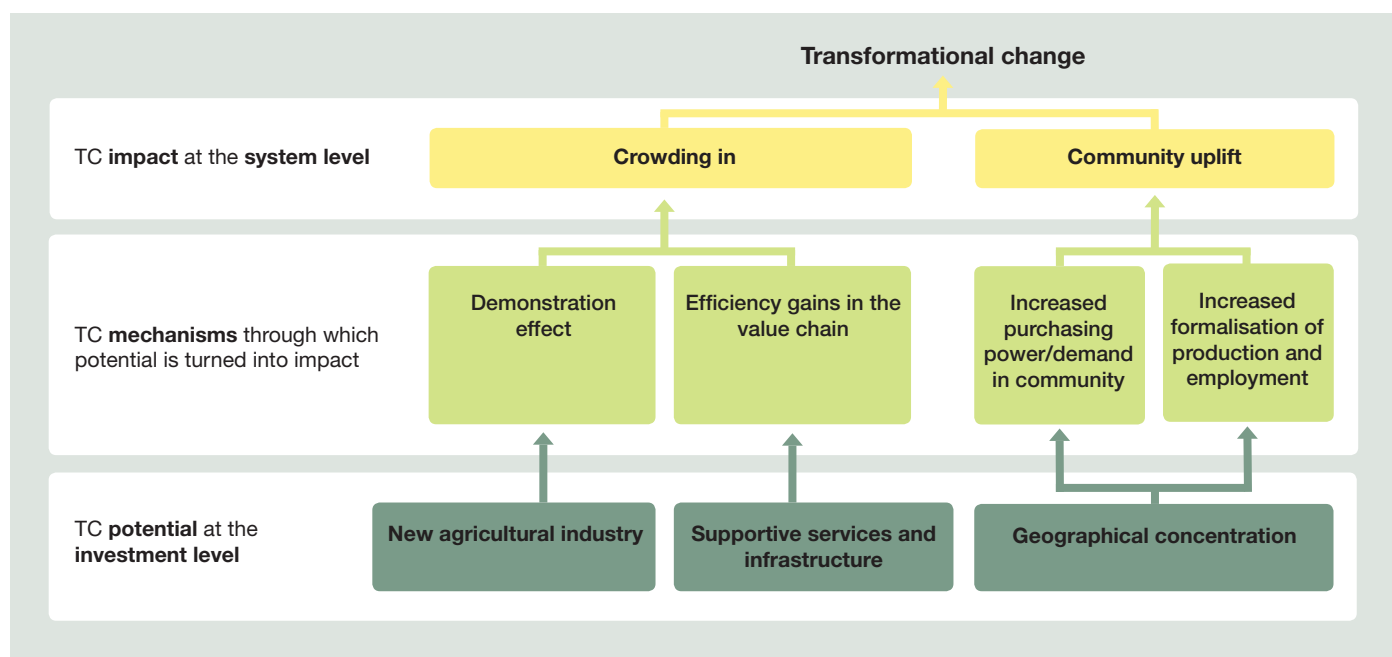 Transformational change
TC impact at the system level
Crowding in
Community uplift
TC mechanisms through which
potential is turned into impact
Demonstration
effect
Efficiency gains in the
value chain
Increased
purchasing
power/demand
in community
Increased
formalisation of
production and
employment
TC potential at the
investment level
New agricultural industry
Supportive services and
infrastructure
Geographical concentration